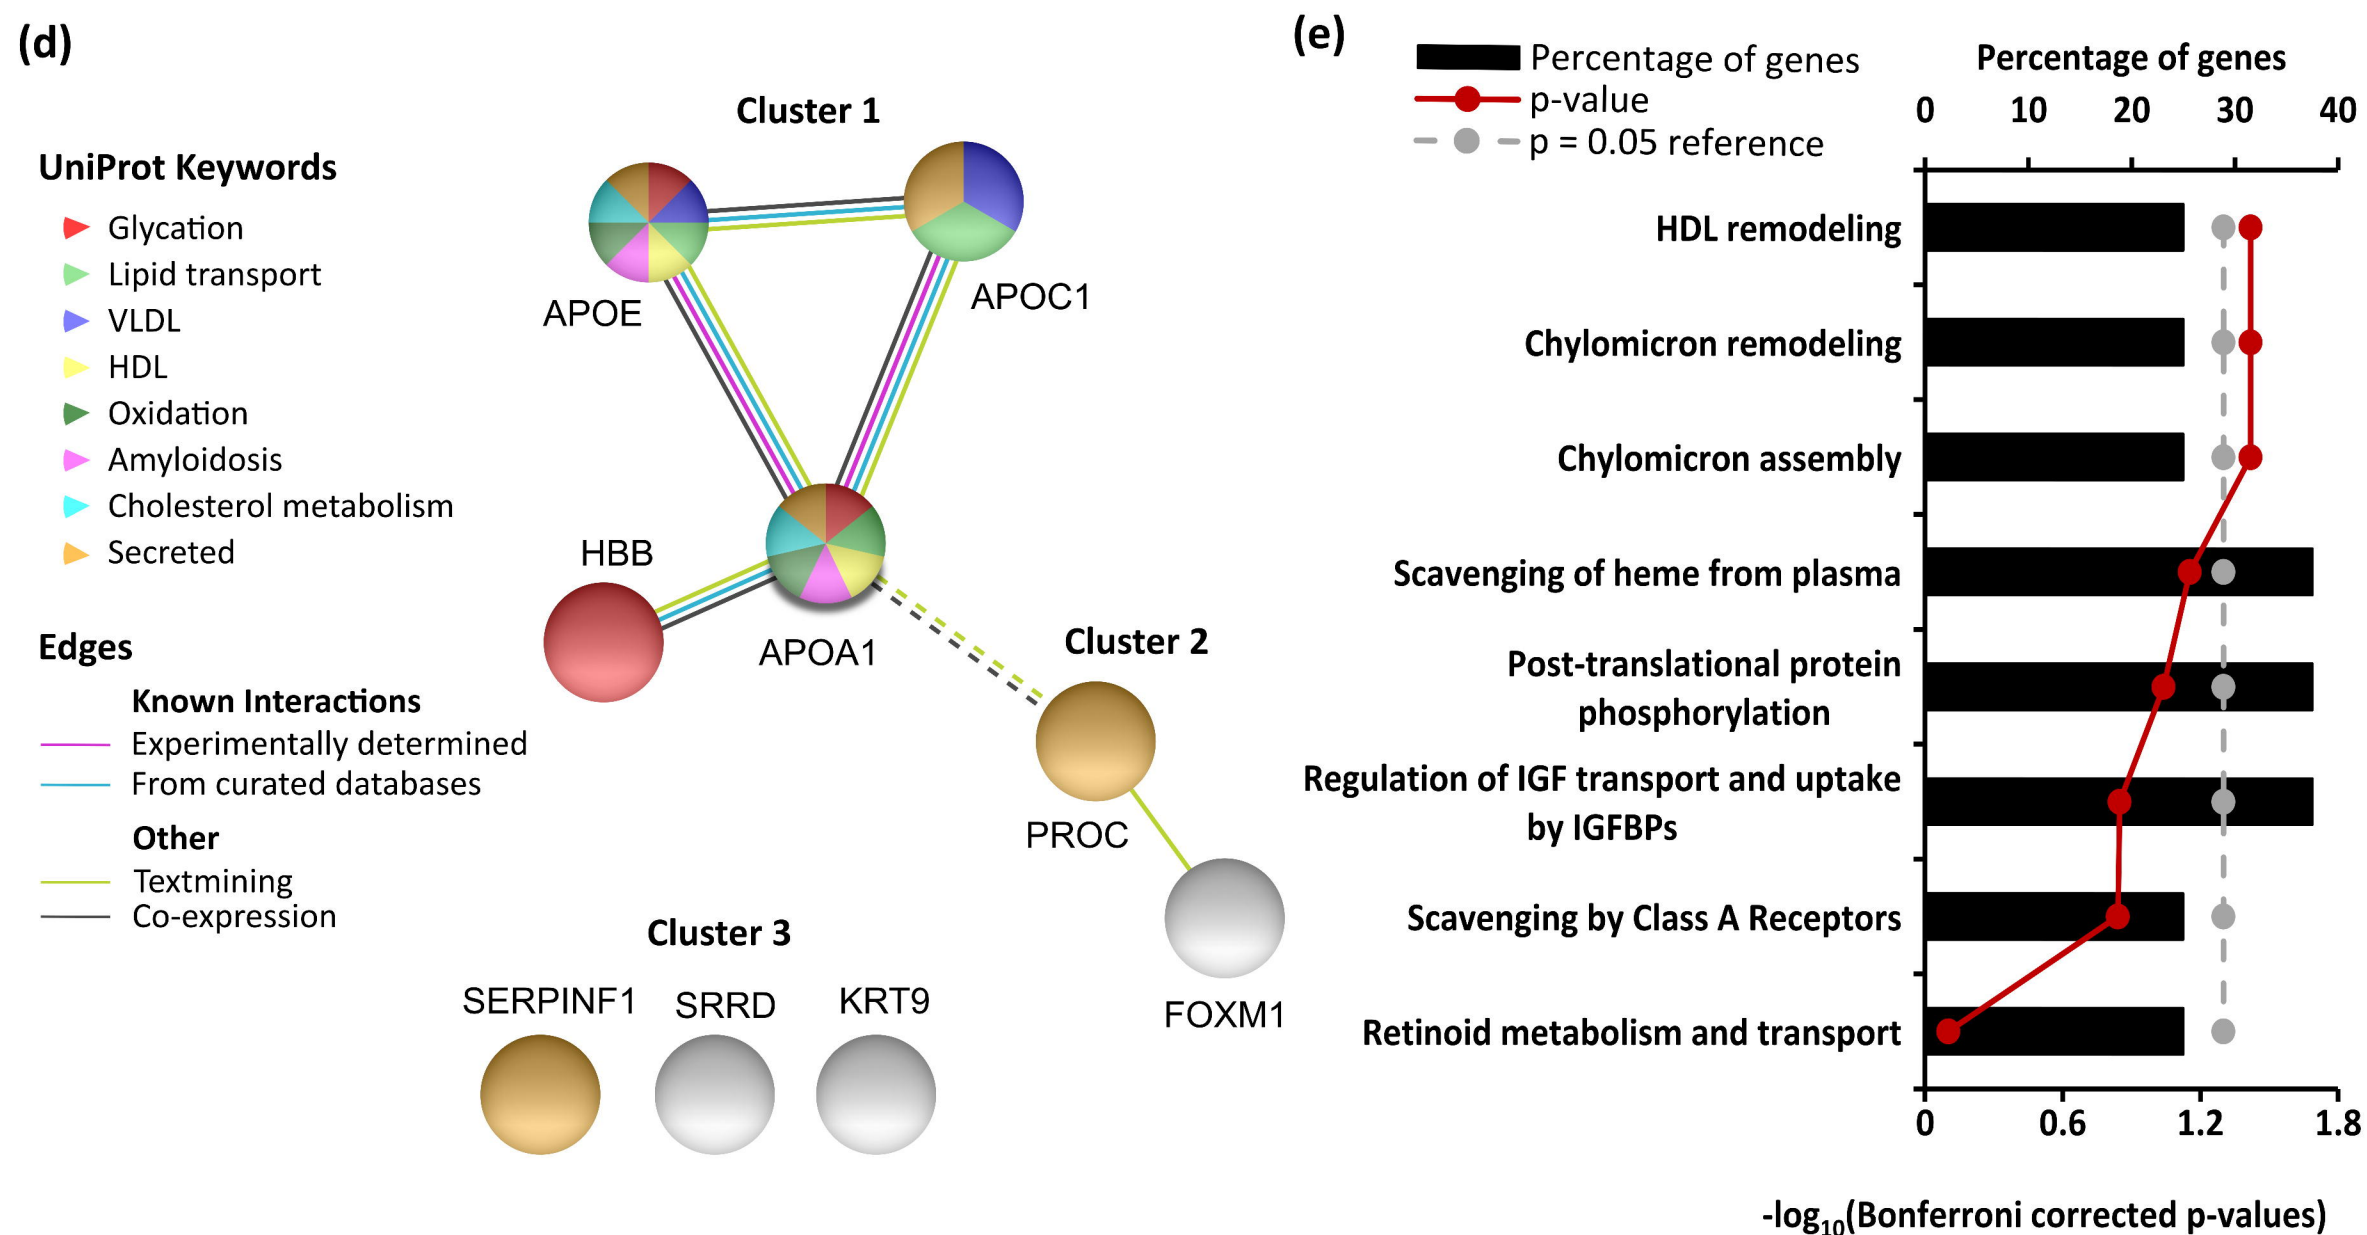 (d)
Cluster 1
UniProt Keywords
Glycation
Lipid transport
VLDL
HDL
Oxidation
Amyloidosis
Cholesterol metabolism
Secreted
APOE
APOC1
HBB
APOA1
Edges
Known Interactions
Experimentally determined
From curated databases
Other
Textmining
Co-expression
Cluster 2
PROC
FOXM1
Cluster 3
SERPINF1
SRRD
KRT9
(e)
Percentage of genes
p-value
p = 0.05 reference
Percentage of genes
0 10 20 30 40
HDL remodeling
Chylomicron remodeling
Chylomicron assembly
Scavenging of heme from plasma
Post-translational protein
phosphorylation
Regulation of IGF transport and uptake
by IGFBPs
Scavenging by Class A Receptors
Retinoid metabolism and transport
0 0.6 1.2 1.8
-log10(Bonferroni corrected p-values)